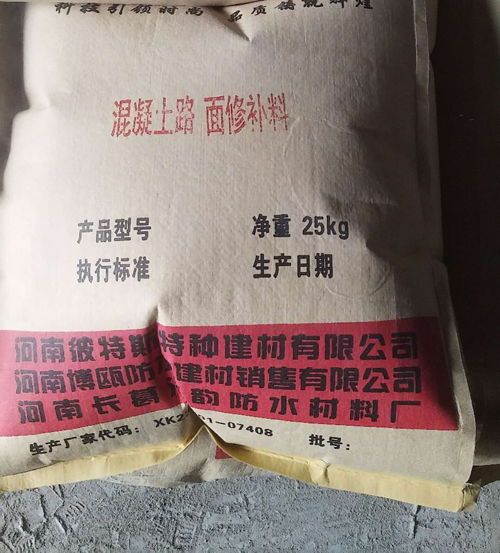 科技引领时尚 品质铸就辉煌
混凝土路 面修补料
产品型号 净重 25kg
执行标准 生产日期
河南彼特斯特种建材有限公司
河南博瓯防水建材销售有限公司
河南长葛 韵防水材料厂
生产厂家代码: XK2 1-07408 批号: